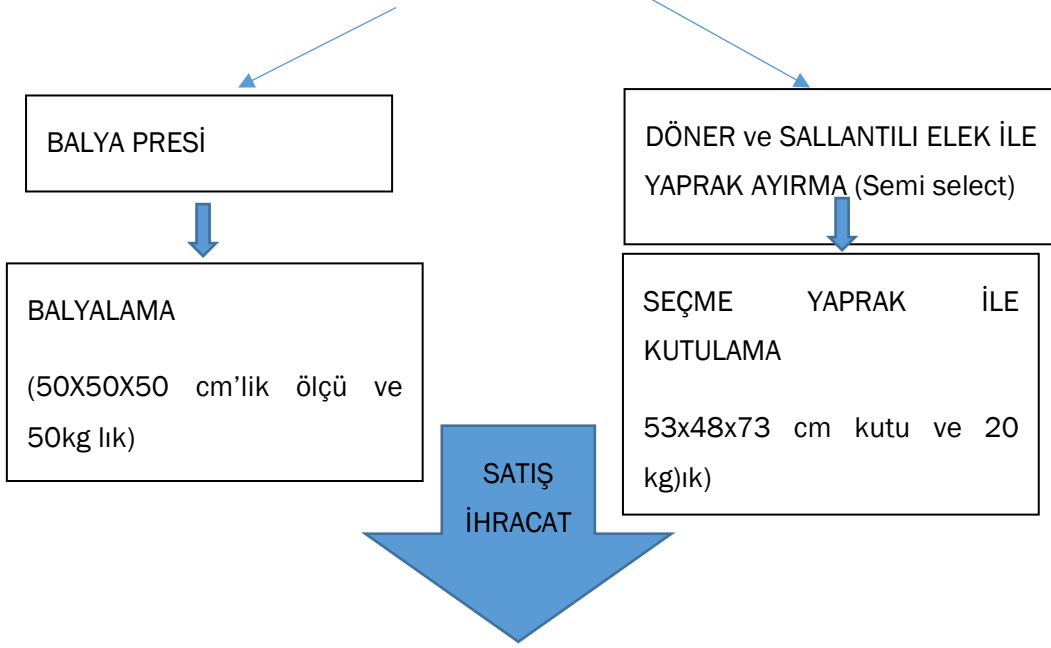 BALYA PRESİ
DÖNER ve SALLANTILI ELEK İLE
YAPRAK AYIRMA (Semi select)
BALYALAMA
(50X50X50 cm’lik ölçü ve
50kg lık)
SEÇME YAPRAK İLE
KUTULAMA
53x48x73 cm kutu ve 20
kg)ık)
SATIŞ
İHRACAT